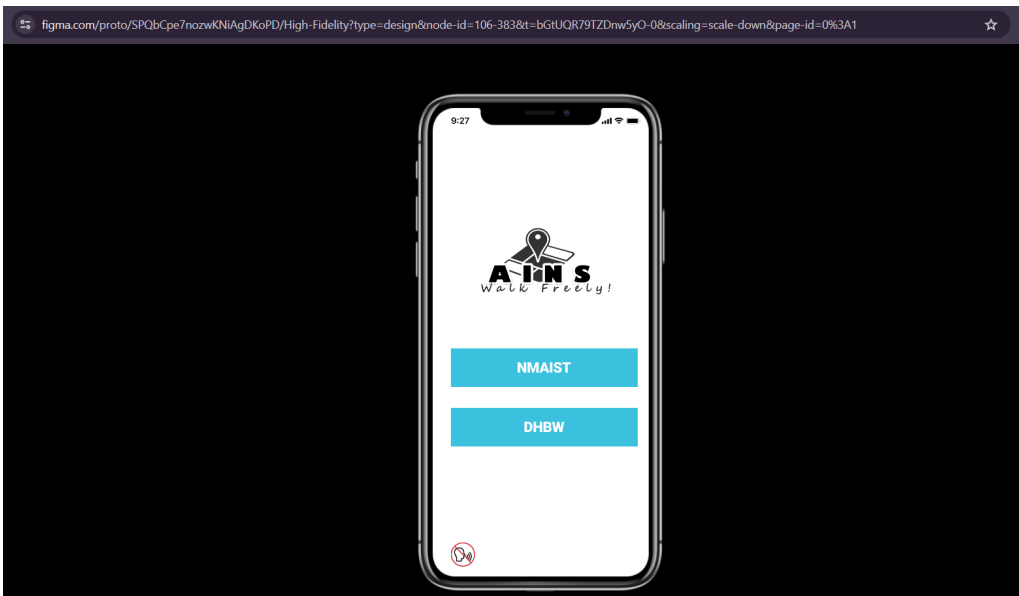 figma.com/proto/SPQbCpe7nozwKNiAgDKoPD/High-Fidelity?type=design&node-id=106-383&t=bGtUQR79TZDnw5yO-0&scaling=scale-down&page-id=0%3A1
9:27
AINS
Walk Freely!
NMAIST
DHBW